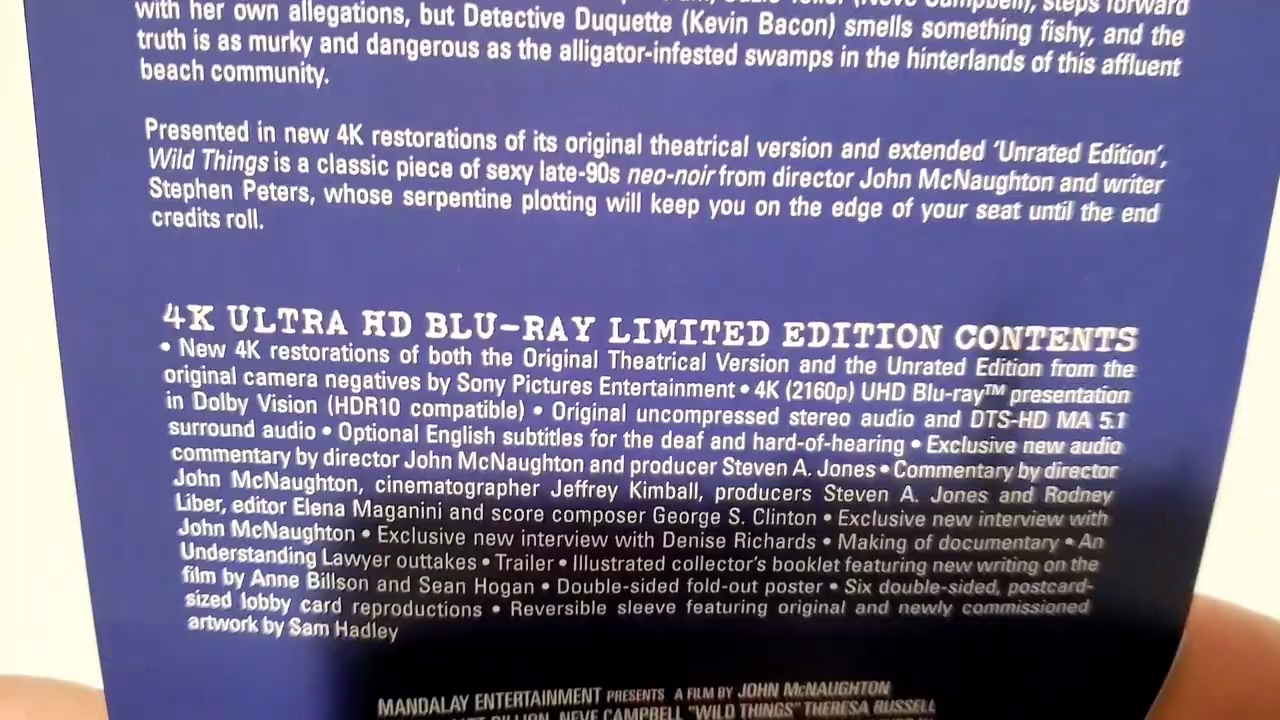 with her own allegations, but Detective Duquette (Kevin Bacon) smells something fishy, and the
truth is as murky and dangerous as the alligator-infested swamps in the hinterlands of this affluent
beach community.
Presented in new 4K restorations of its original theatrical version and extended 'Unrated Edition',
Wild Things is a classic piece of sexy late-90s neo-noir from director John McNaughton and writer
Stephen Peters, whose serpentine plotting will keep you on the edge of your seat until the end
credits roll.
4K ULTRA HD BLU-RAY LIMITED EDITION CONTENTS
• New 4K restorations of both the Original Theatrical Version and the Unrated Edition from the
original camera negatives by Sony Pictures Entertainment • 4K (2160p) UHD Blu-ray™ presentation
in Dolby Vision (HDR10 compatible) • Original uncompressed stereo audio and DTS-HD MA 5.1
surround audio • Optional English subtitles for the deaf and hard-of-hearing • Exclusive new audio
commentary by director John McNaughton and producer Steven A. Jones • Commentary by director
John McNaughton, cinematographer Jeffrey Kimball, producers Steven A. Jones and Rodney
Liber, editor Elena Maganini and score composer George S. Clinton • Exclusive new interview with
John McNaughton • Exclusive new interview with Denise Richards • Making of documentary • An
Understanding Lawyer outtakes • Trailer • Illustrated collector's booklet featuring new writing on the
film by Anne Billson and Sean Hogan • Double-sided fold-out poster • Six double-sided, postcard-
sized lobby card reproductions • Reversible sleeve featuring original and newly commissioned
artwork by Sam Hadley
MANDALAY ENTERTAINMENT PRESENTS A FILM BY JOHN McNAUGHTON
NEVE CAMPBELL "WILD THINGS" THERESA RUSSELL